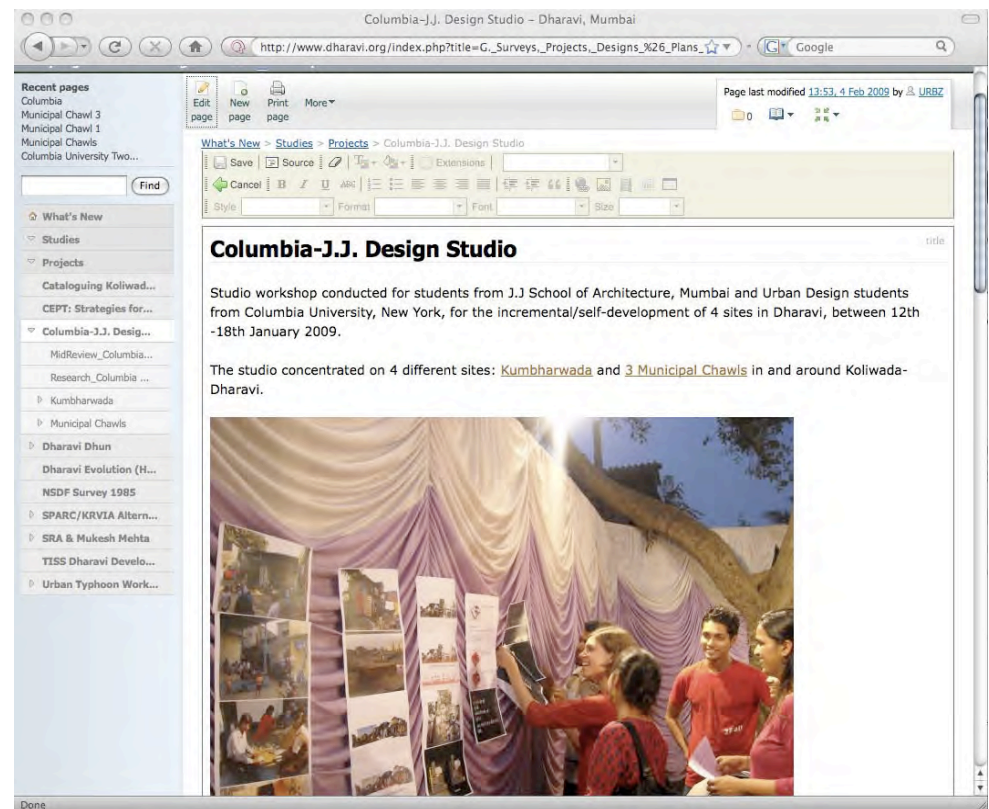 Columbia-J.J. Design Studio – Dharavi, Mumbai
http://www.dharavi.org/index.php?title=G._Surveys,_Projects,_Designs_%26_Plans_
Google
Recent pages
Columbia
Municipal Chawl 3
Municipal Chawl 1
Municipal Chawls
Columbia University Two...
Find
What's New
Studies
Projects
Cataloguing Koliwad...
CEPT: Strategies for...
Columbia-J.J. Desig...
MidReview_Columbia...
Research_Columbia ...
Kumbharwada
Municipal Chawls
Dharavi Dhun
Dharavi Evolution (H...
NSDF Survey 1985
SPARC/KRVIA Altern...
SRA & Mukesh Mehta
TISS Dharavi Develo...
Urban Typhoon Work...
Edit page
New page
Print page
More
Page last modified 13:53, 4 Feb 2009 by URBZ
0
What's New > Studies > Projects > Columbia-J.J. Design Studio
Save Source Extensions
Cancel B I U ABC
Style Format Font Size
Columbia-J.J. Design Studio
title
Studio workshop conducted for students from J.J School of Architecture, Mumbai and Urban Design students
from Columbia University, New York, for the incremental/self-development of 4 sites in Dharavi, between 12th
-18th January 2009.
The studio concentrated on 4 different sites: Kumbharwada and 3 Municipal Chawls in and around Koliwada-
Dharavi.
Done